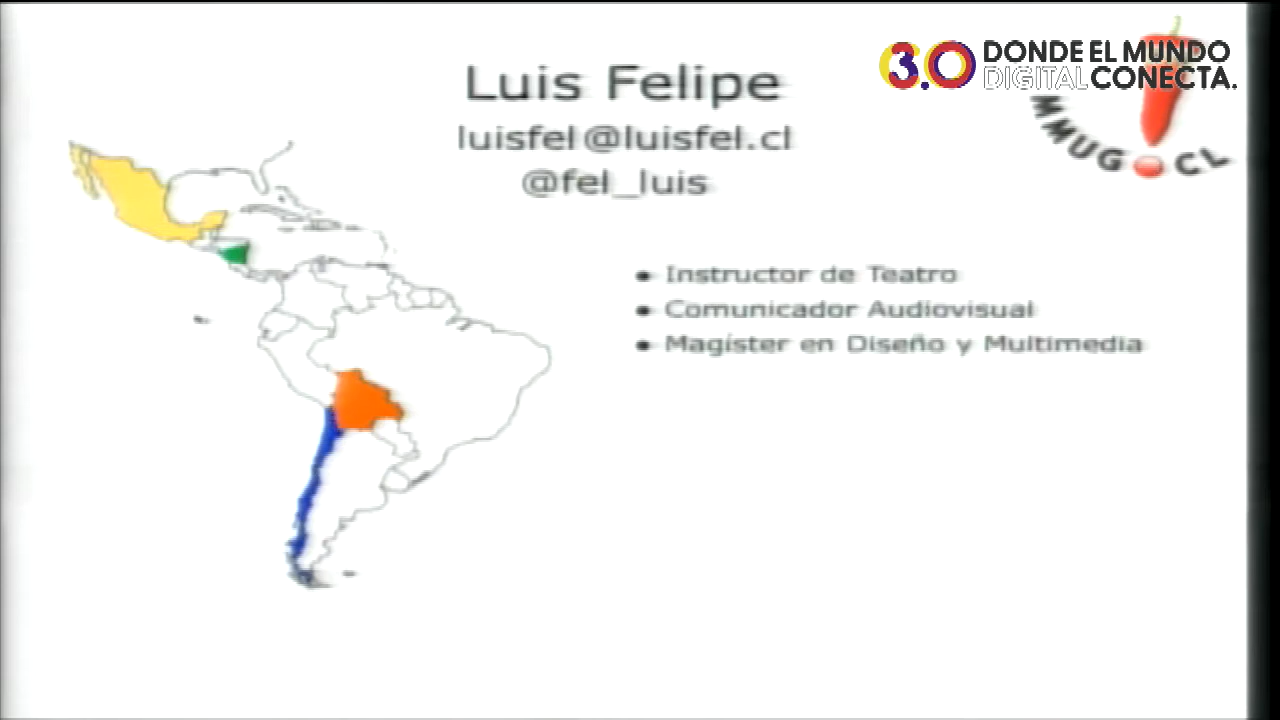 Luis Felipe
luisfel@luisfel.cl
@fel_luis
3.0 DONDE EL MUNDO
DIGITAL CONECTA.
MMUG.CL
• Instructor de Teatro
• Comunicador Audiovisual
• Magíster en Diseño y Multimedia